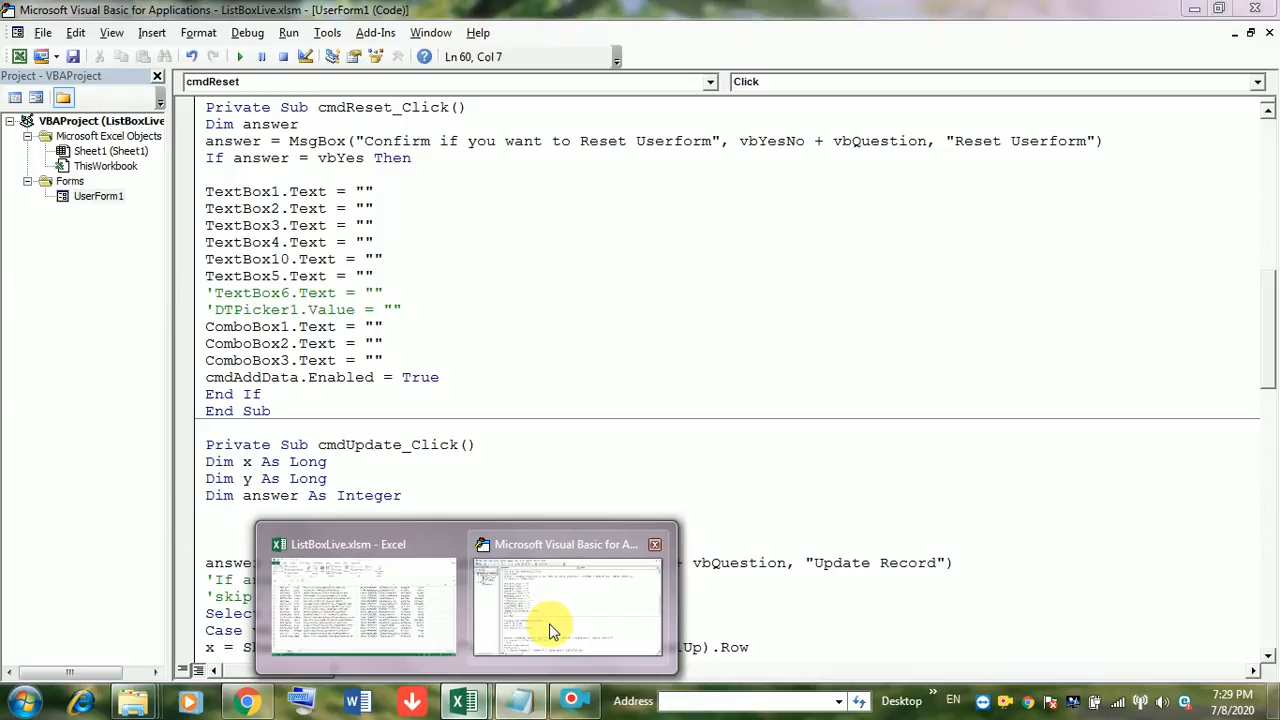 Microsoft Visual Basic for Applications - ListBoxLive.xlsm - [UserForm1 (Code)]
File Edit View Insert Format Debug Run Tools Add-Ins Window Help
Ln 60, Col 7
Project - VBAProject
cmdReset
Click
VBAProject (ListBoxLive
Microsoft Excel Objects
Sheet1 (Sheet1)
ThisWorkbook
Forms
UserForm1
Private Sub cmdReset_Click()
Dim answer
answer = MsgBox("Confirm if you want to Reset Userform", vbYesNo + vbQuestion, "Reset Userform")
If answer = vbYes Then
TextBox1.Text = ""
TextBox2.Text = ""
TextBox3.Text = ""
TextBox4.Text = ""
TextBox10.Text = ""
TextBox5.Text = ""
'TextBox6.Text = ""
'DTPicker1.Value = ""
ComboBox1.Text = ""
ComboBox2.Text = ""
ComboBox3.Text = ""
cmdAddData.Enabled = True
End If
End Sub
Private Sub cmdUpdate_Click()
Dim x As Long
Dim y As Long
Dim answer As Integer
answe + vbQuestion, "Update Record")
'If a
'skip
Selec
Case
x = S Up).Row
ListBoxLive.xlsm - Excel
Microsoft Visual Basic for A...
Address
Desktop
EN
7:29 PM
7/8/2020